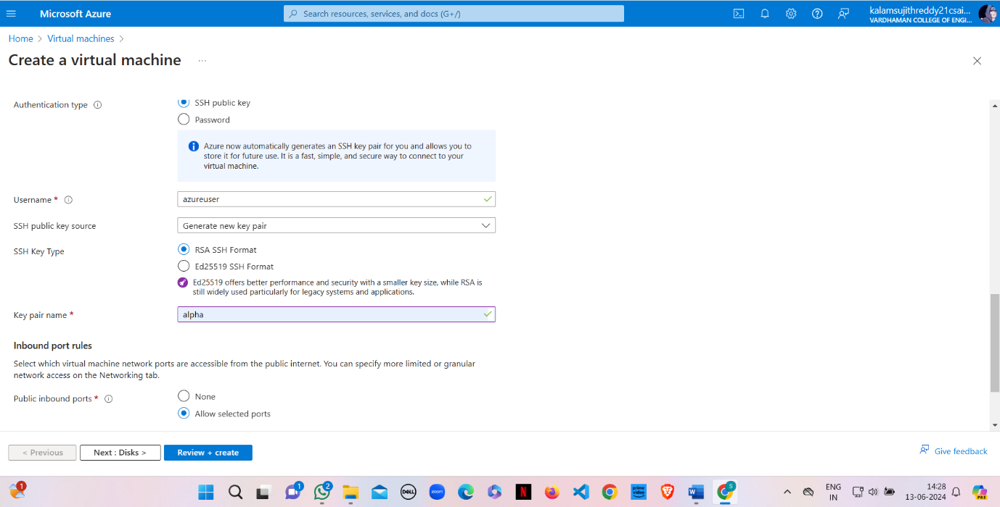 Microsoft Azure
Search resources, services, and docs (G+/)
kalamsujithreddy21csai...
VARDHAMAN COLLEGE OF ENGI...
Home > Virtual machines >
Create a virtual machine ...
Authentication type
SSH public key
Password
Azure now automatically generates an SSH key pair for you and allows you to
store it for future use. It is a fast, simple, and secure way to connect to your
virtual machine.
Username *
azureuser
SSH public key source
Generate new key pair
SSH Key Type
RSA SSH Format
Ed25519 SSH Format
Ed25519 offers better performance and security with a smaller key size, while RSA is
still widely used particularly for legacy systems and applications.
Key pair name *
alpha
Inbound port rules
Select which virtual machine network ports are accessible from the public internet. You can specify more limited or granular
network access on the Networking tab.
Public inbound ports *
None
Allow selected ports
< Previous
Next : Disks >
Review + create
Give feedback
1
1
2
DELL
zoom
N
prime video
W
S
ENG
IN
14:28
13-06-2024
PRE